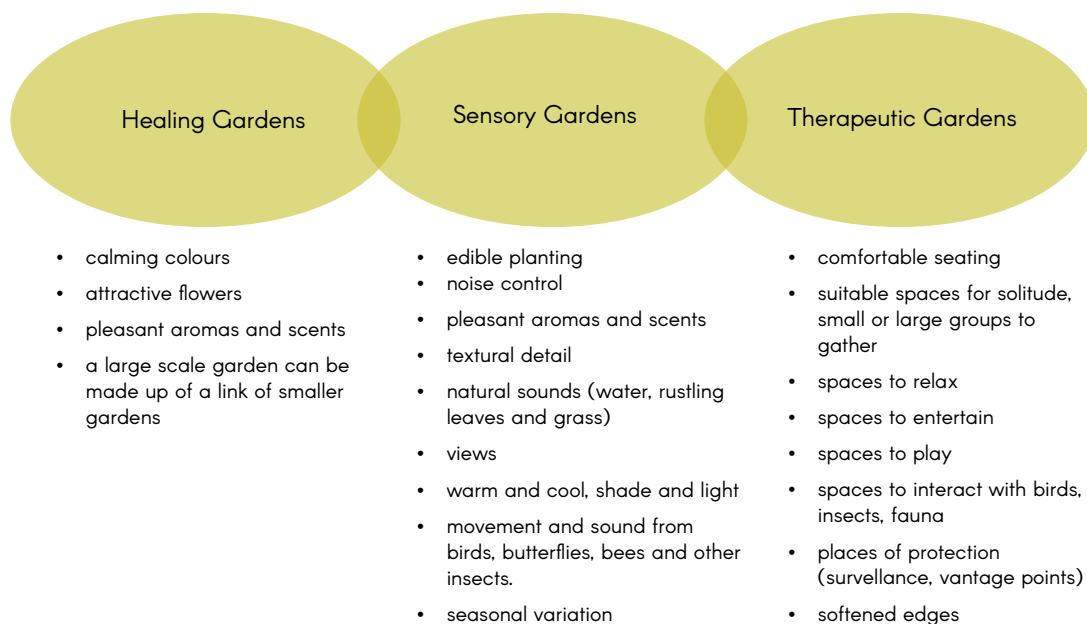 Healing Gardens
Sensory Gardens
Therapeutic Gardens
• calming colours
• attractive flowers
• pleasant aromas and scents
• a large scale garden can be
made up of a link of smaller
gardens
• edible planting
• noise control
• pleasant aromas and scents
• textural detail
• natural sounds (water, rustling
leaves and grass)
• views
• warm and cool, shade and light
• movement and sound from
birds, butterflies, bees and other
insects.
• seasonal variation
• comfortable seating
• suitable spaces for solitude,
small or large groups to
gather
• spaces to relax
• spaces to entertain
• spaces to play
• spaces to interact with birds,
insects, fauna
• places of protection
(survellance, vantage points)
• softened edges